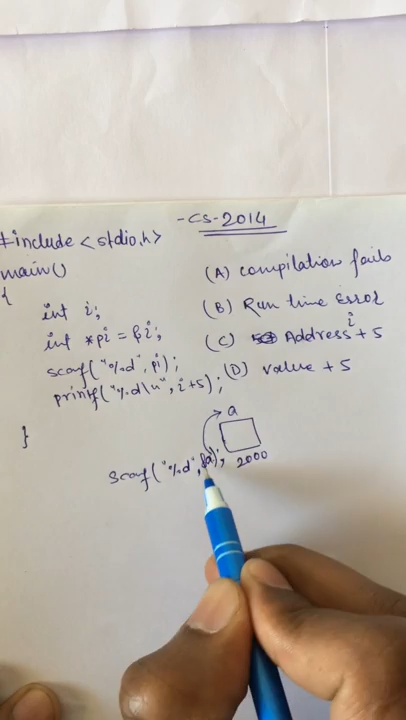 -CS-2014
#include <stdio.h>
main()
{
int i;
int *pi = &i;
scanf("%d", pi);
printf("%d\n", i+5);
}
(A) compilation fails
(B) Run time error
(C) Address i + 5
(D) value + 5
a
scanf("%d", &a);
2000